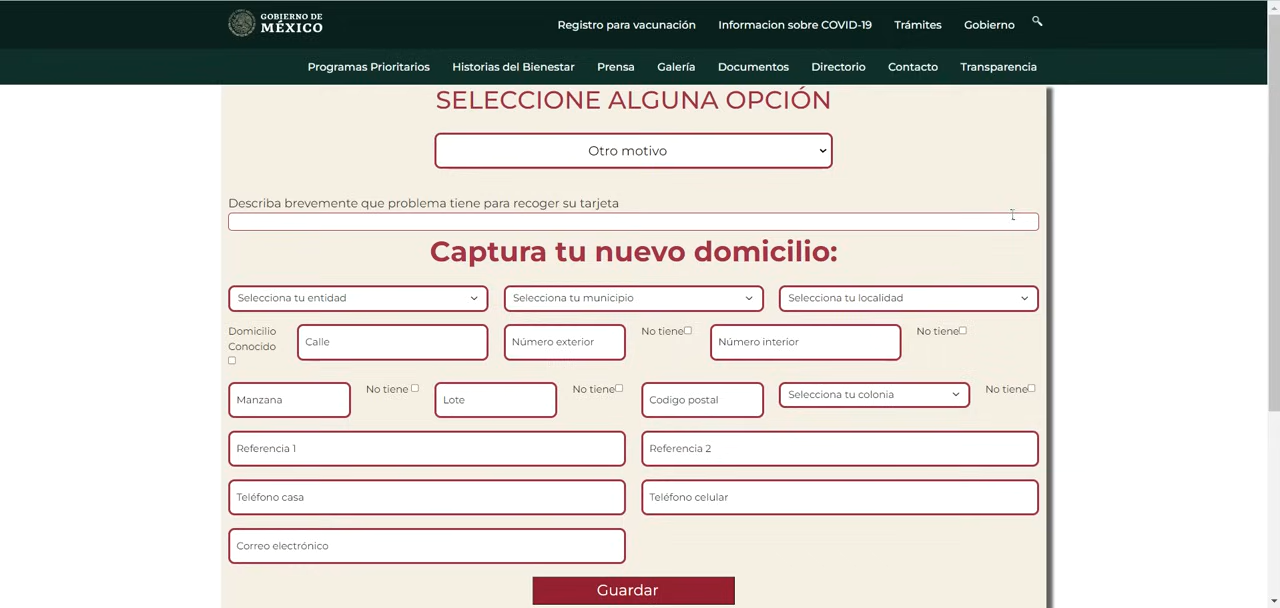 GOBIERNO DE
MÉXICO
Registro para vacunación Informacion sobre COVID-19 Trámites Gobierno
Programas Prioritarios Historias del Bienestar Prensa Galería Documentos Directorio Contacto Transparencia
SELECCIONE ALGUNA OPCIÓN
Otro motivo
Describa brevemente que problema tiene para recoger su tarjeta
Captura tu nuevo domicilio:
Selecciona tu entidad Selecciona tu municipio Selecciona tu localidad
Domicilio
Conocido
Calle Número exterior No tiene Número interior No tiene
Manzana No tiene Lote No tiene Codigo postal Selecciona tu colonia No tiene
Referencia 1 Referencia 2
Teléfono casa Teléfono celular
Correo electrónico
Guardar